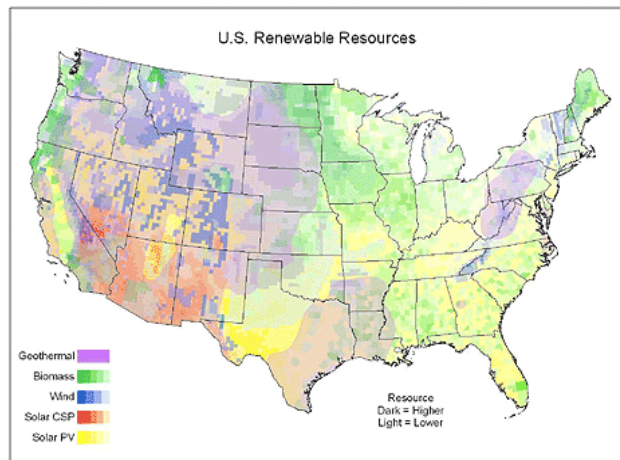 U.S. Renewable Resources
Geothermal
Biomass
Wind
Solar CSP
Solar PV
Resource
Dark = Higher
Light = Lower